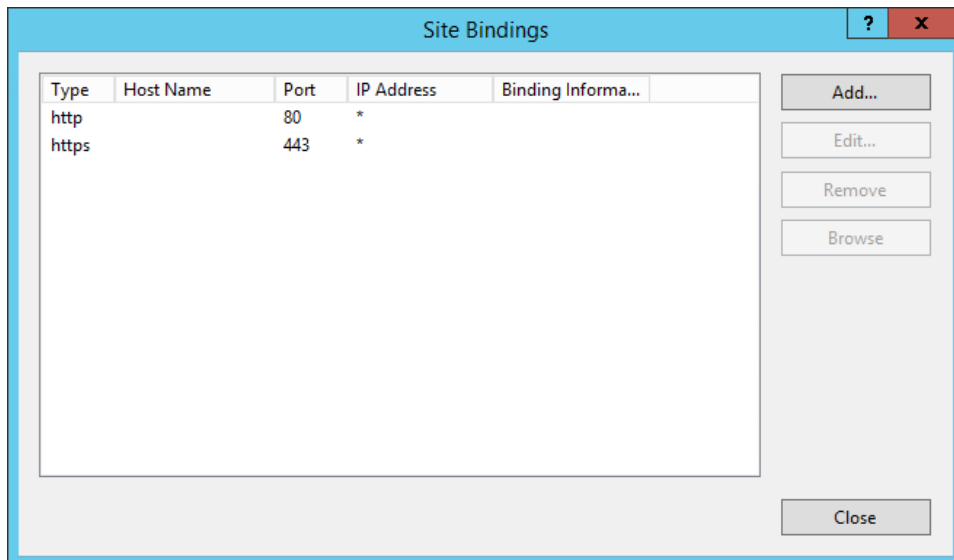 Site Bindings
? x
Type Host Name Port IP Address Binding Informa...
http 80 *
https 443 *
Add...
Edit...
Remove
Browse
Close